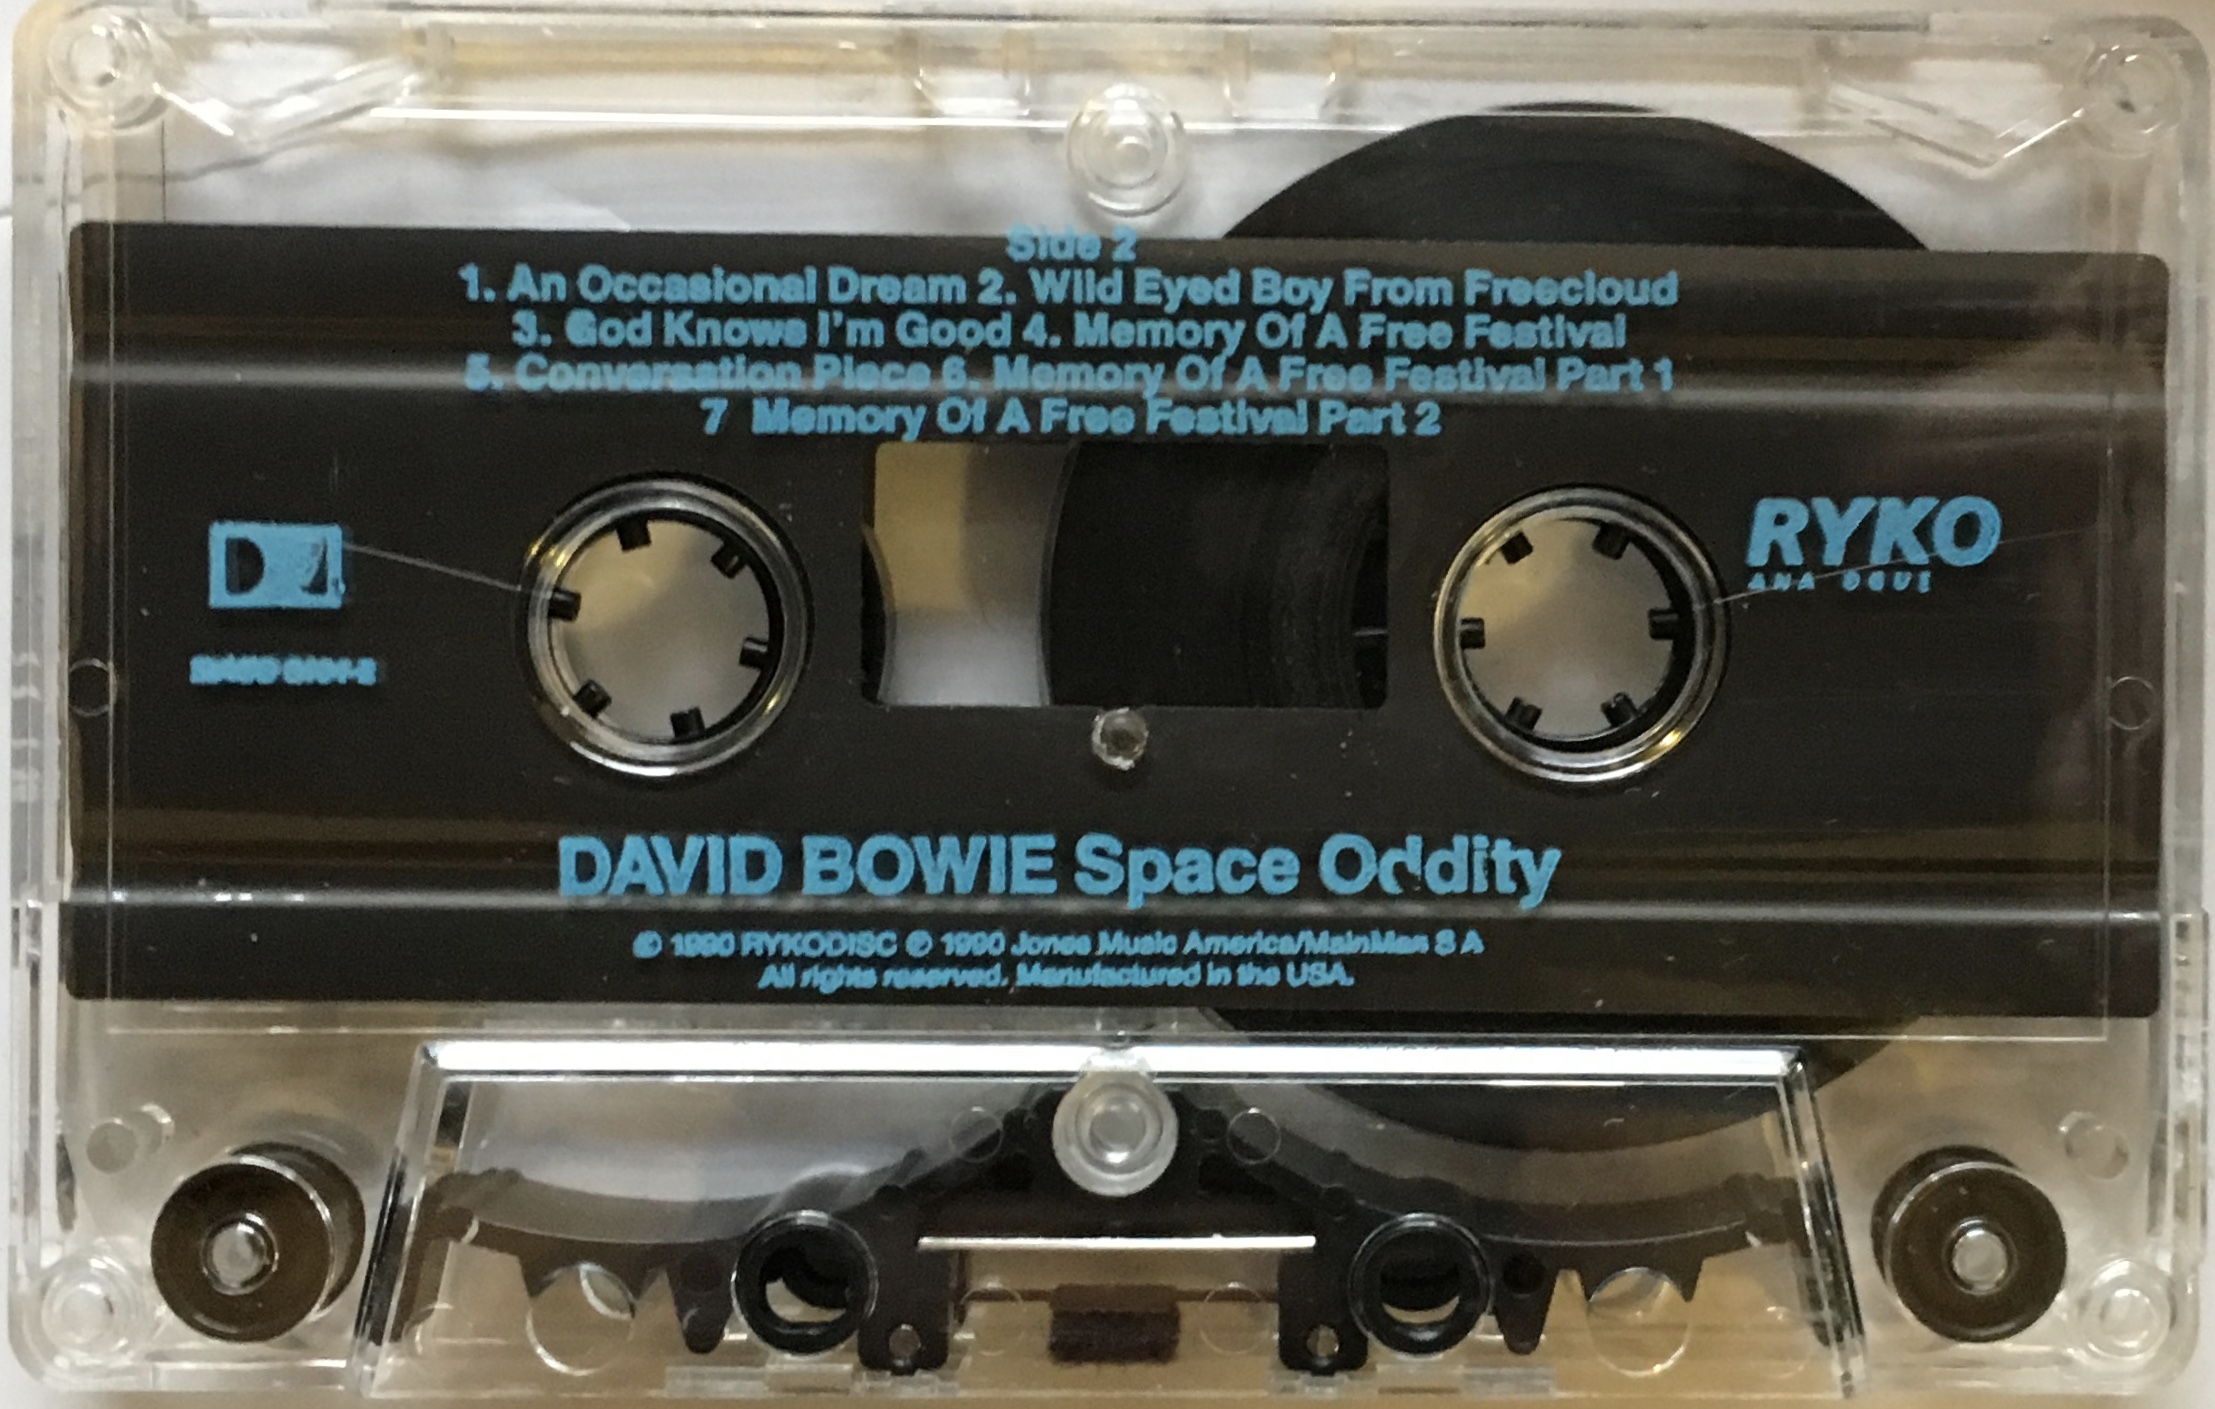 Side 2
1. An Occasional Dream 2. Wild Eyed Boy From Freecloud
3. God Knows I'm Good 4. Memory Of A Free Festival
5. Conversation Piece 6. Memory Of A Free Festival Part 1
7 Memory Of A Free Festival Part 2
RYKO
DAVID BOWIE Space Oddity
℗ 1990 RYKODISC © 1990 Jones Music America/MainMan S A
All rights reserved. Manufactured in the USA.